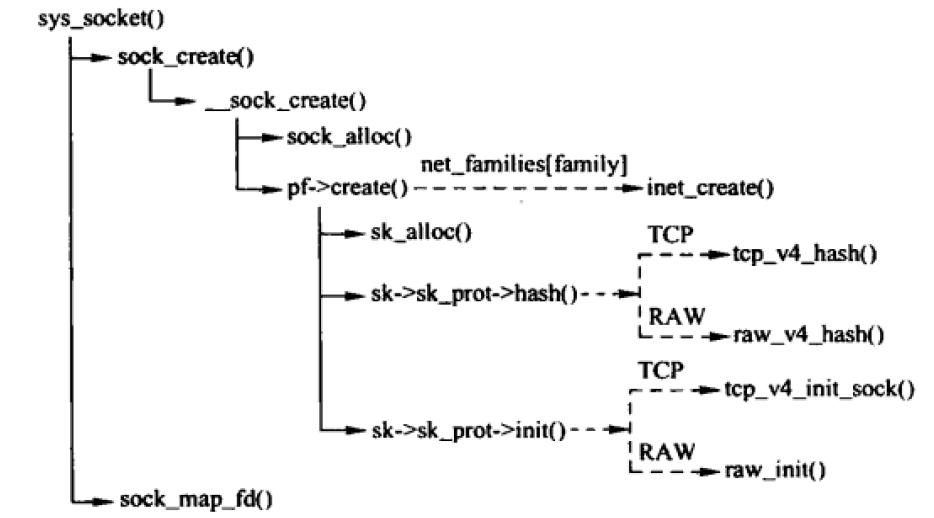 sys_socket()
sock_create()
__sock_create()
sock_alloc()
net_families[family]
pf->create()
inet_create()
sk_alloc()
TCP
tcp_v4_hash()
sk->sk_prot->hash()
RAW
raw_v4_hash()
TCP
tcp_v4_init_sock()
sk->sk_prot->init()
RAW
raw_init()
sock_map_fd()